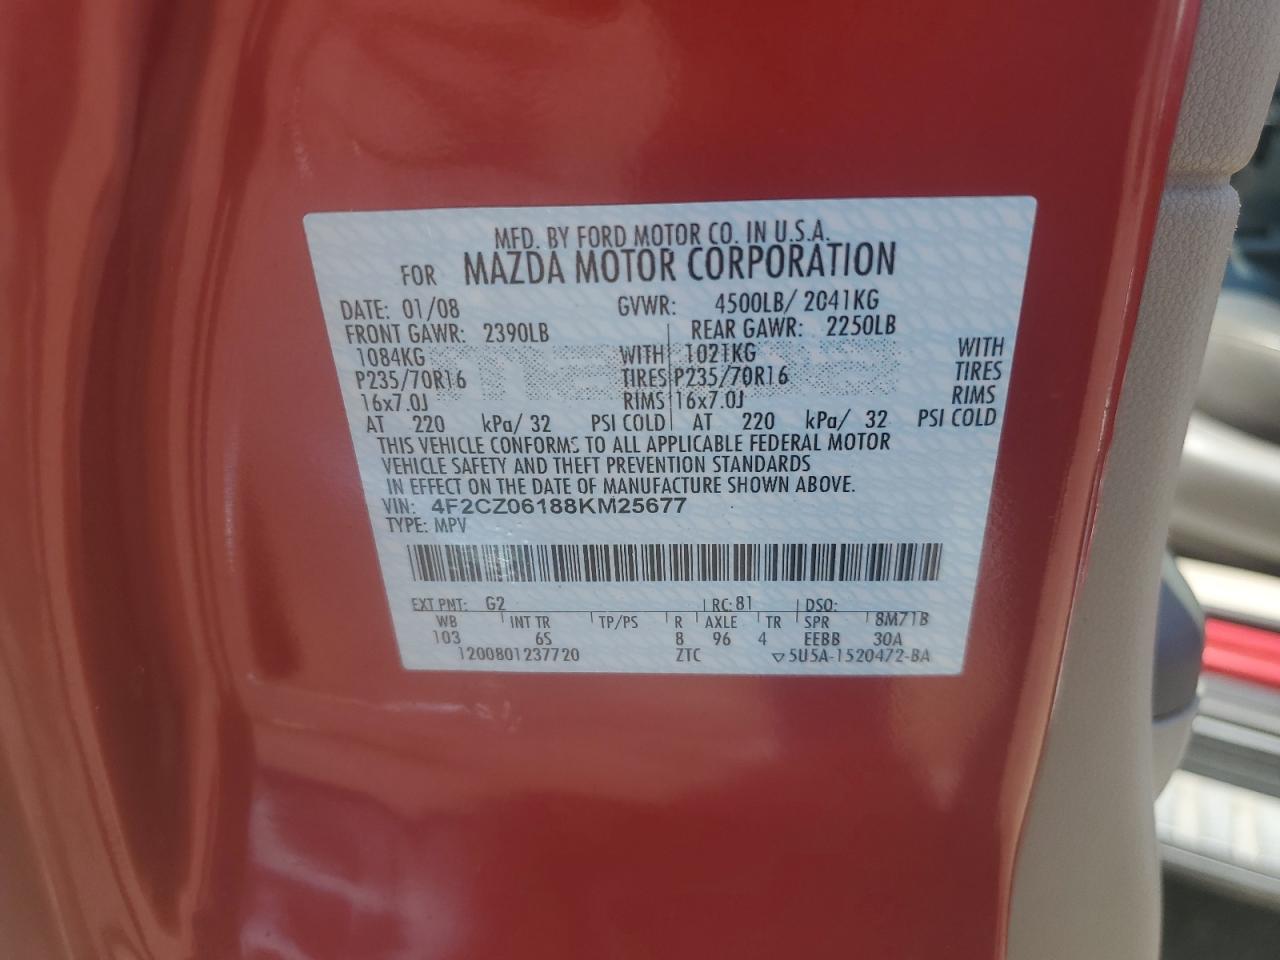 MFD. BY FORD MOTOR CO. IN U.S.A.
FOR MAZDA MOTOR CORPORATION
DATE: 01/08 GVWR: 4500LB/ 2041KG
FRONT GAWR: 2390LB REAR GAWR: 2250LB
1084KG WITH 1021KG WITH
P235/70R16 TIRES P235/70R16 TIRES
16x7.0J RIMS 16x7.0J RIMS
AT 220 kPa/ 32 PSI COLD AT 220 kPa/ 32 PSI COLD
THIS VEHICLE CONFORMS TO ALL APPLICABLE FEDERAL MOTOR
VEHICLE SAFETY AND THEFT PREVENTION STANDARDS
IN EFFECT ON THE DATE OF MANUFACTURE SHOWN ABOVE.
VIN: 4F2CZ06188KM25677
TYPE: MPV
EXT PNT: G2 RC: 81 DSO:
WB INT TR TP/PS R AXLE TR SPR 8M71B
103 6S 8 96 4 EEBB 30A
1200801237720 ZTC ▽5U5A-1520472-BA